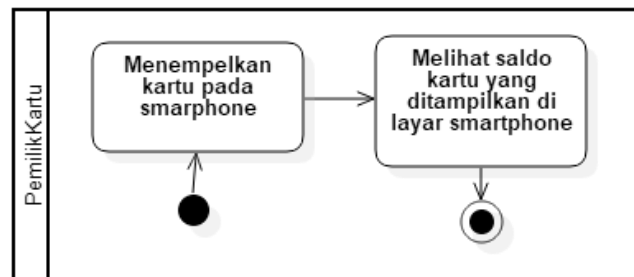 PemilikKartu
Menempelkan
kartu pada
smarphone
Melihat saldo
kartu yang
ditampilkan di
layar smartphone